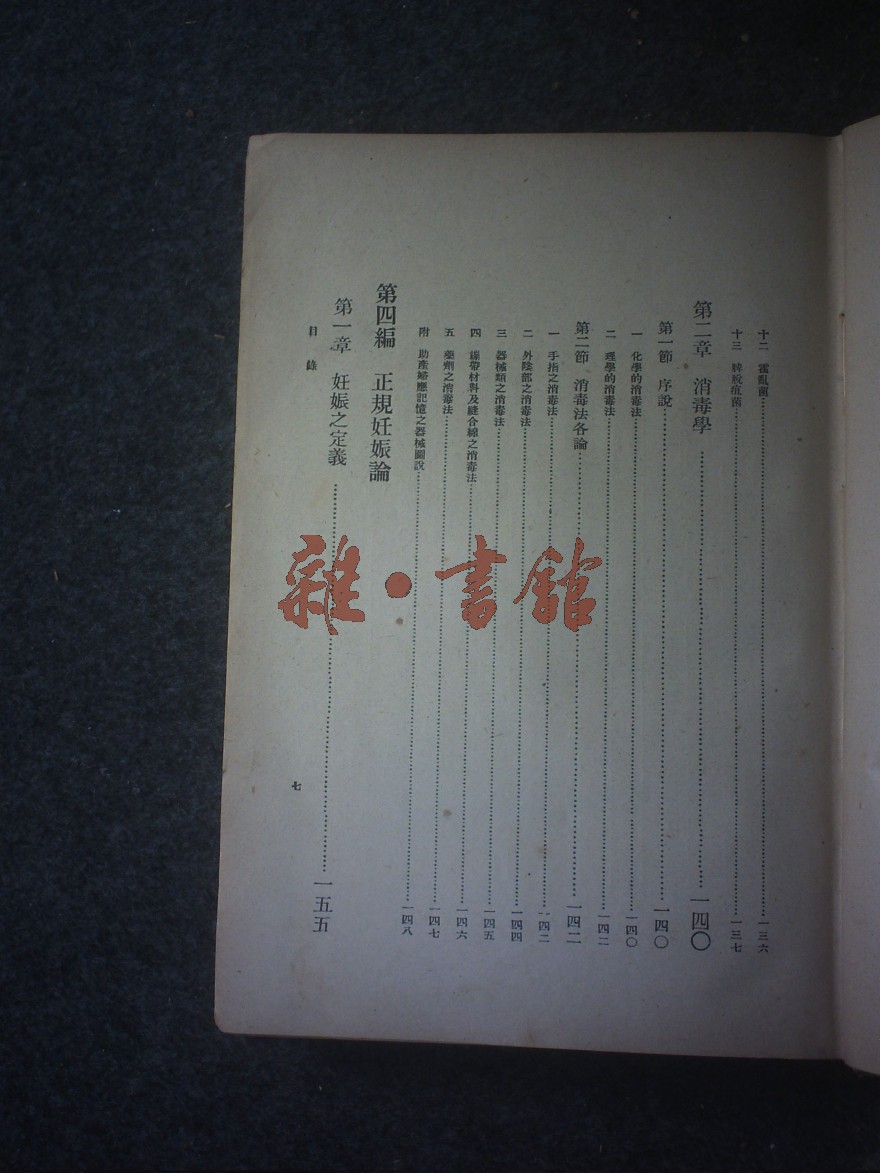 十二 霍亂菌……一三六
十三 脾脫疽菌……一三七
第二章 消毒學……一四〇
第一節 序說……一四〇
一 化學的消毒法……一四〇
二 理學的消毒法……一四二
第二節 消毒法各論……一四二
一 手指之消毒法……一四二
二 外陰部之消毒法……一四四
三 器械類之消毒法……一四五
四 繃帶材料及縫合線之消毒法……一四六
五 藥劑之消毒法……一四七
附 助產婦應記憶之器械圖說……一四八
第四編 正規妊娠論
第一章 妊娠之定義……一五五
目錄
七
雜·書館